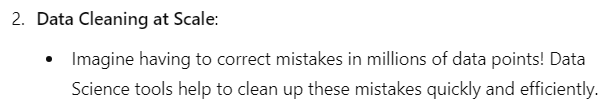 2. Data Cleaning at Scale:
• Imagine having to correct mistakes in millions of data points! Data
Science tools help to clean up these mistakes quickly and efficiently.